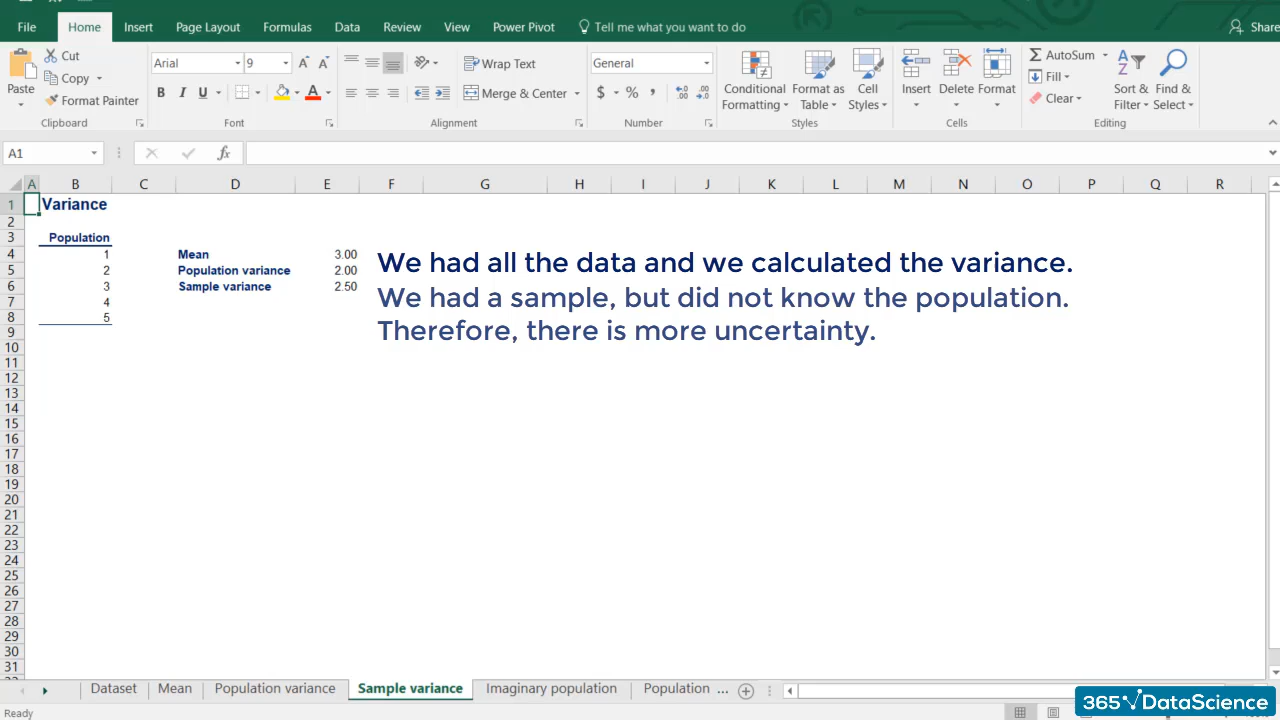 File Home Insert Page Layout Formulas Data Review View Power Pivot Tell me what you want to do Share
Cut
Copy
Format Painter
Paste
Clipboard
Arial 9
B I U
Font
Wrap Text
Merge & Center
Alignment
General
$ % ,
Number
Conditional Formatting
Format as Table
Cell Styles
Styles
Insert Delete Format
Cells
AutoSum
Fill
Clear
Sort & Filter
Find & Select
Editing
A1 fx
A B C D E F G H I J K L M N O P Q R
1 Variance
2
3 Population
4 1 Mean 3.00
5 2 Population variance 2.00
6 3 Sample variance 2.50
7 4
8 5
We had all the data and we calculated the variance.
We had a sample, but did not know the population.
Therefore, there is more uncertainty.
9
10
11
12
13
14
15
16
17
18
19
20
21
22
23
24
25
26
27
28
29
30
31
Dataset Mean Population variance Sample variance Imaginary population Population ...
Ready
365 DataScience